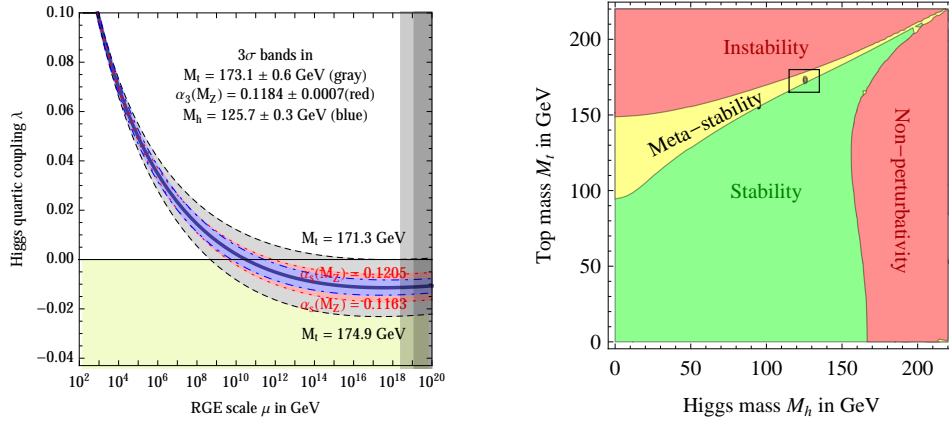 0.10
0.08
0.06
0.04
0.02
0.00
−0.02
−0.04
Higgs quartic coupling λ
3σ bands in
Mt = 173.1 ± 0.6 GeV (gray)
α3(MZ) = 0.1184 ± 0.0007(red)
Mh = 125.7 ± 0.3 GeV (blue)
Mt = 171.3 GeV
αs(MZ) = 0.1205
αs(MZ) = 0.1163
Mt = 174.9 GeV
10² 10⁴ 10⁶ 10⁸ 10¹⁰ 10¹² 10¹⁴ 10¹⁶ 10¹⁸ 10²⁰
RGE scale μ in GeV
200
150
100
50
0
Top mass Mt in GeV
Instability
Meta−stability
Stability
Non−perturbativity
0 50 100 150 200
Higgs mass Mh in GeV